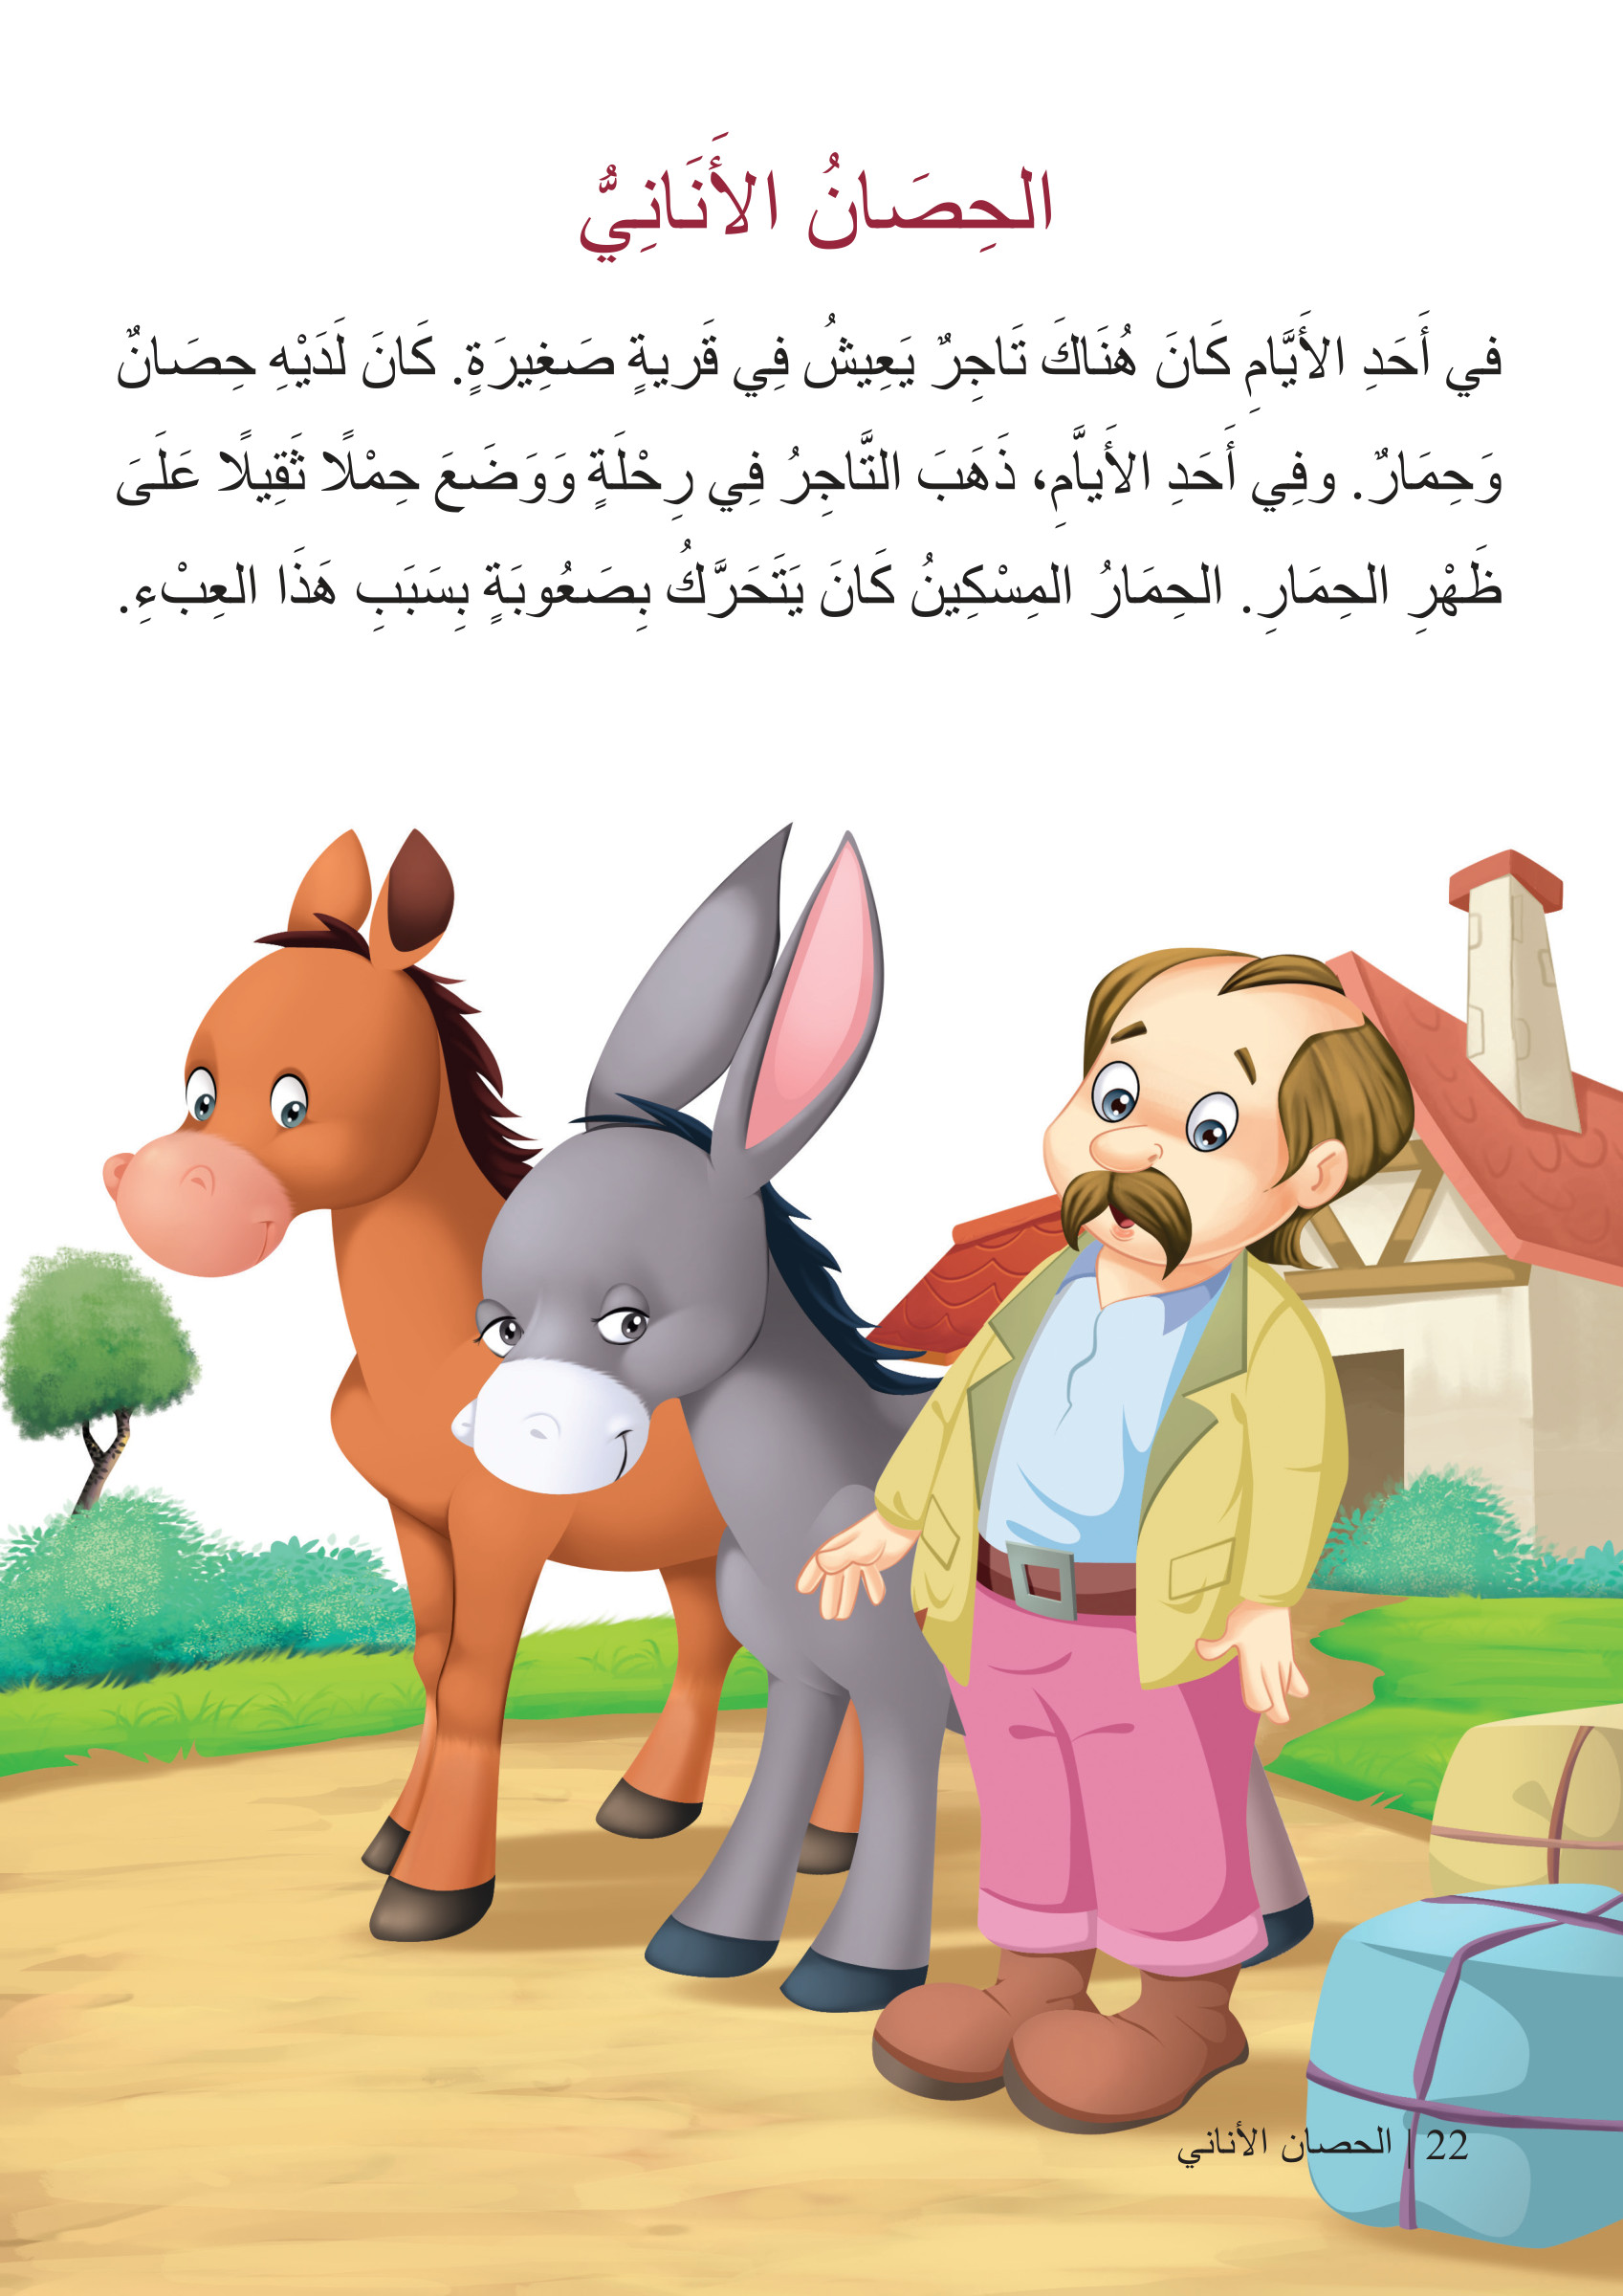 الحِصَانُ الأَنَانِيُّ
في أَحَدِ الأَيَّامِ كَانَ هُنَاكَ تَاجِرٌ يَعِيشُ فِي قَريةٍ صَغِيرَةٍ. كَانَ لَدَيْهِ حِصَانٌ
وَحِمَارٌ. وفِي أَحَدِ الأَيَّامِ، ذَهَبَ التَّاجِرُ فِي رِحْلَةٍ وَوَضَعَ حِمْلًا ثَقِيلًا عَلَىَ
ظَهْرِ الحِمَارِ. الحِمَارُ المِسْكِينُ كَانَ يَتَحَرَّكُ بِصَعُوبَةٍ بِسَبَبِ هَذَا العِبْءِ.
22 | الحصان الأناني